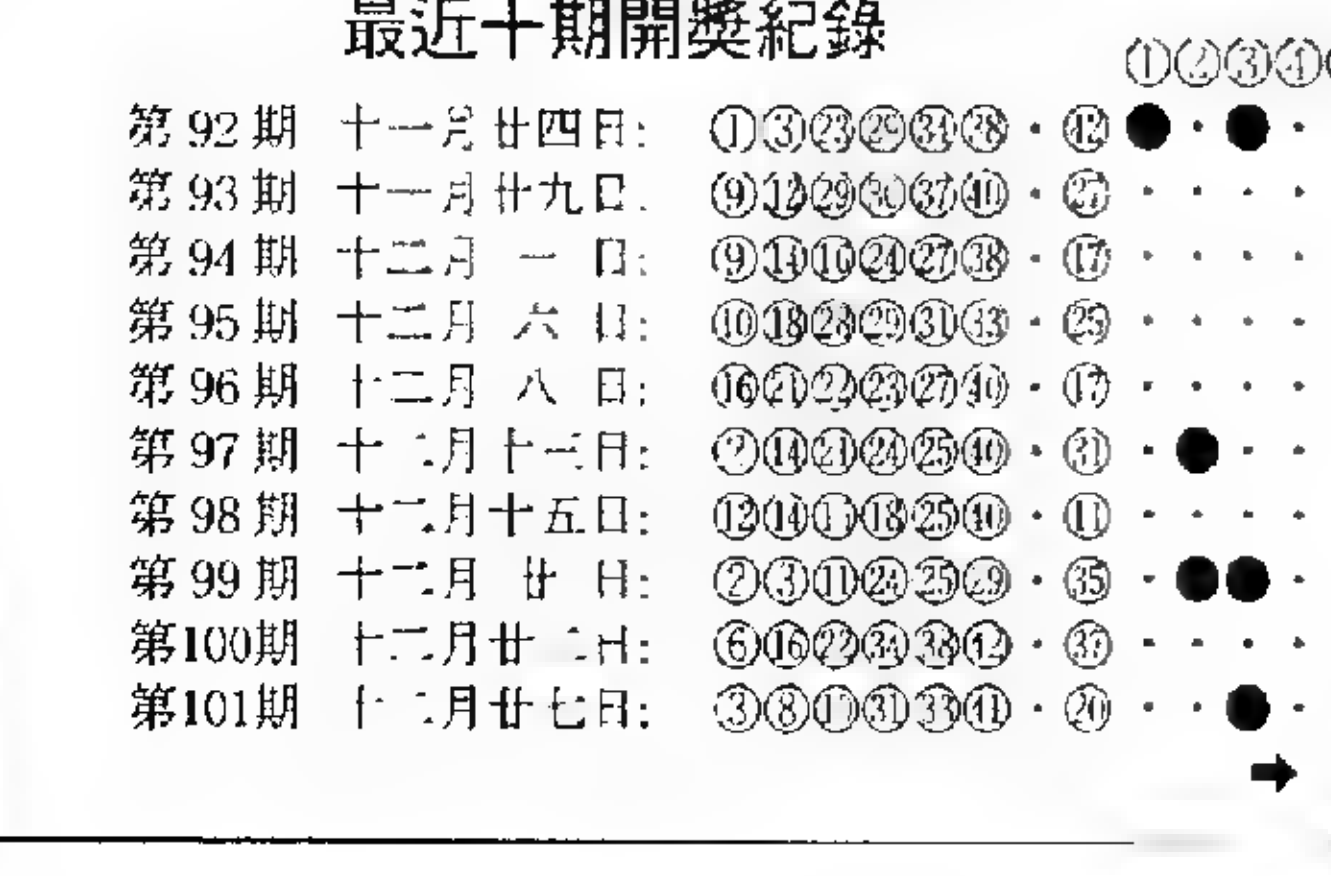 最近十期開獎紀錄
①②③④
第92期 十一月廿四日: ①③㉓㉙㉞㊳·㊷
第93期 十一月廿九日: ⑨⑫㉙㉚㊲㊵·㉗
第94期 十二月一日: ⑨⑭⑯㉔㉗㊳·⑰
第95期 十二月六日: ⑩⑱㉘㉙㉛㉝·㉕
第96期 十二月八日: ⑯㉑㉒㉓㉗㊵·⑰
第97期 十二月十三日: ②⑭㉑㉔㉕㊵·㉛
第98期 十二月十五日: ⑫⑭⑱㉕㊵·⑪
第99期 十二月廿日: ②③⑪㉔㉕·㉟
第100期 十二月廿二日: ⑥⑯㉒㉞㊳㊷·㊲
第101期 十二月廿七日: ③⑧㉛㉝㊶·⑳